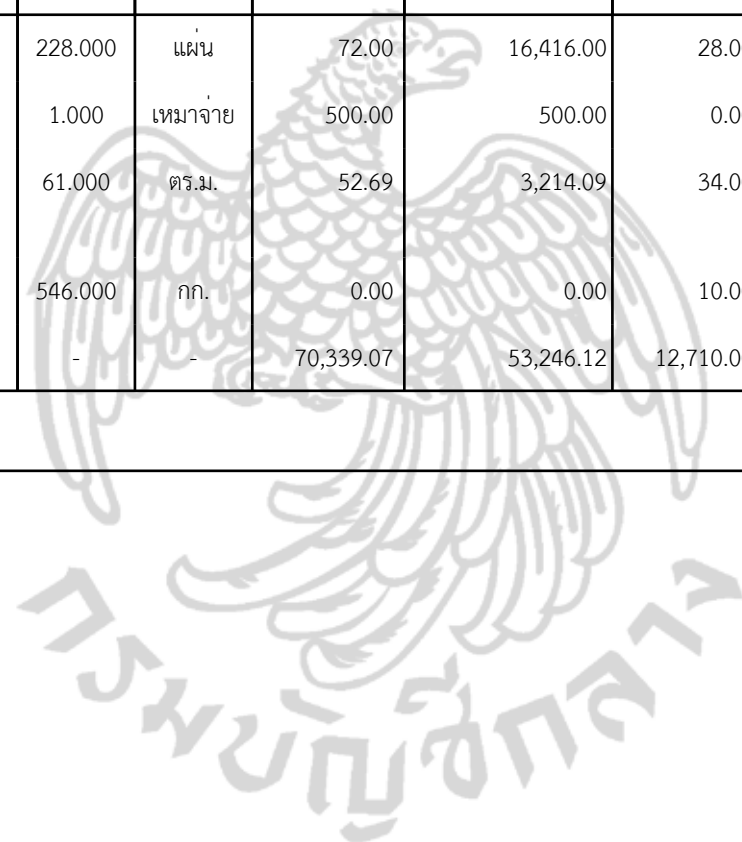 228.000 แผ่น 72.00 16,416.00 28.0
1.000 เหมาจ่าย 500.00 500.00 0.0
61.000 ตร.ม. 52.69 3,214.09 34.0
546.000 กก. 0.00 0.00 10.0
- - 70,339.07 53,246.12 12,710.0
กรมบัญชีกลาง